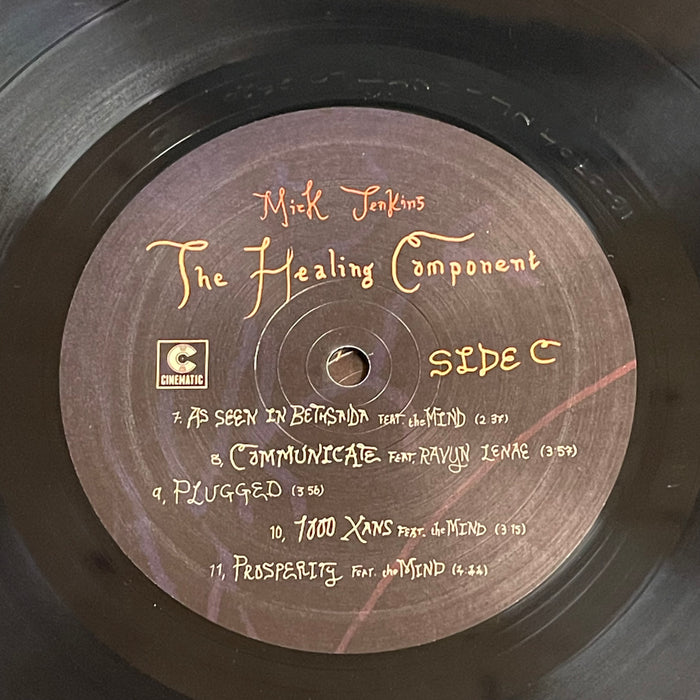 Mick Jenkins
The Healing Component
SIDE C
C
CINEMATIC
7. AS SEEN IN BETHSAIDA FEAT. theMIND (2:37)
8, COMMUNICATE FEAT. RAVYN LENAE (3:57)
9, PLUGGED (3:56)
10, 1000 XANS FEAT. theMIND (3:15)
11, PROSPERITY FEAT. theMIND